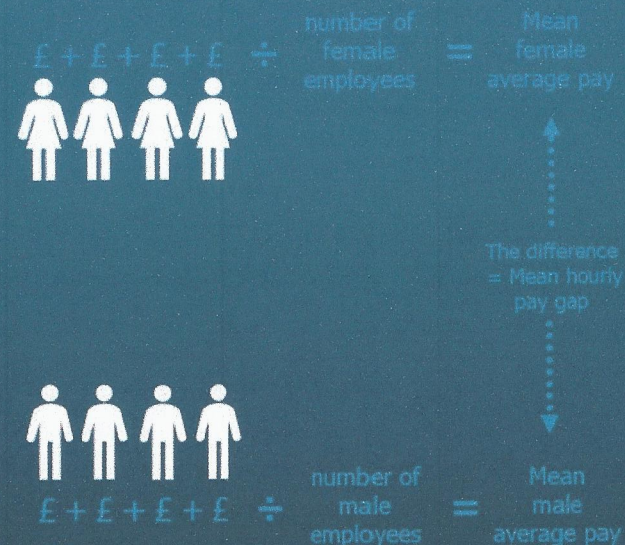 £ + £ + £ + £ ÷ number of female employees = Mean female average pay
The difference
= Mean hourly
pay gap
£ + £ + £ + £ ÷ number of male employees = Mean male average pay